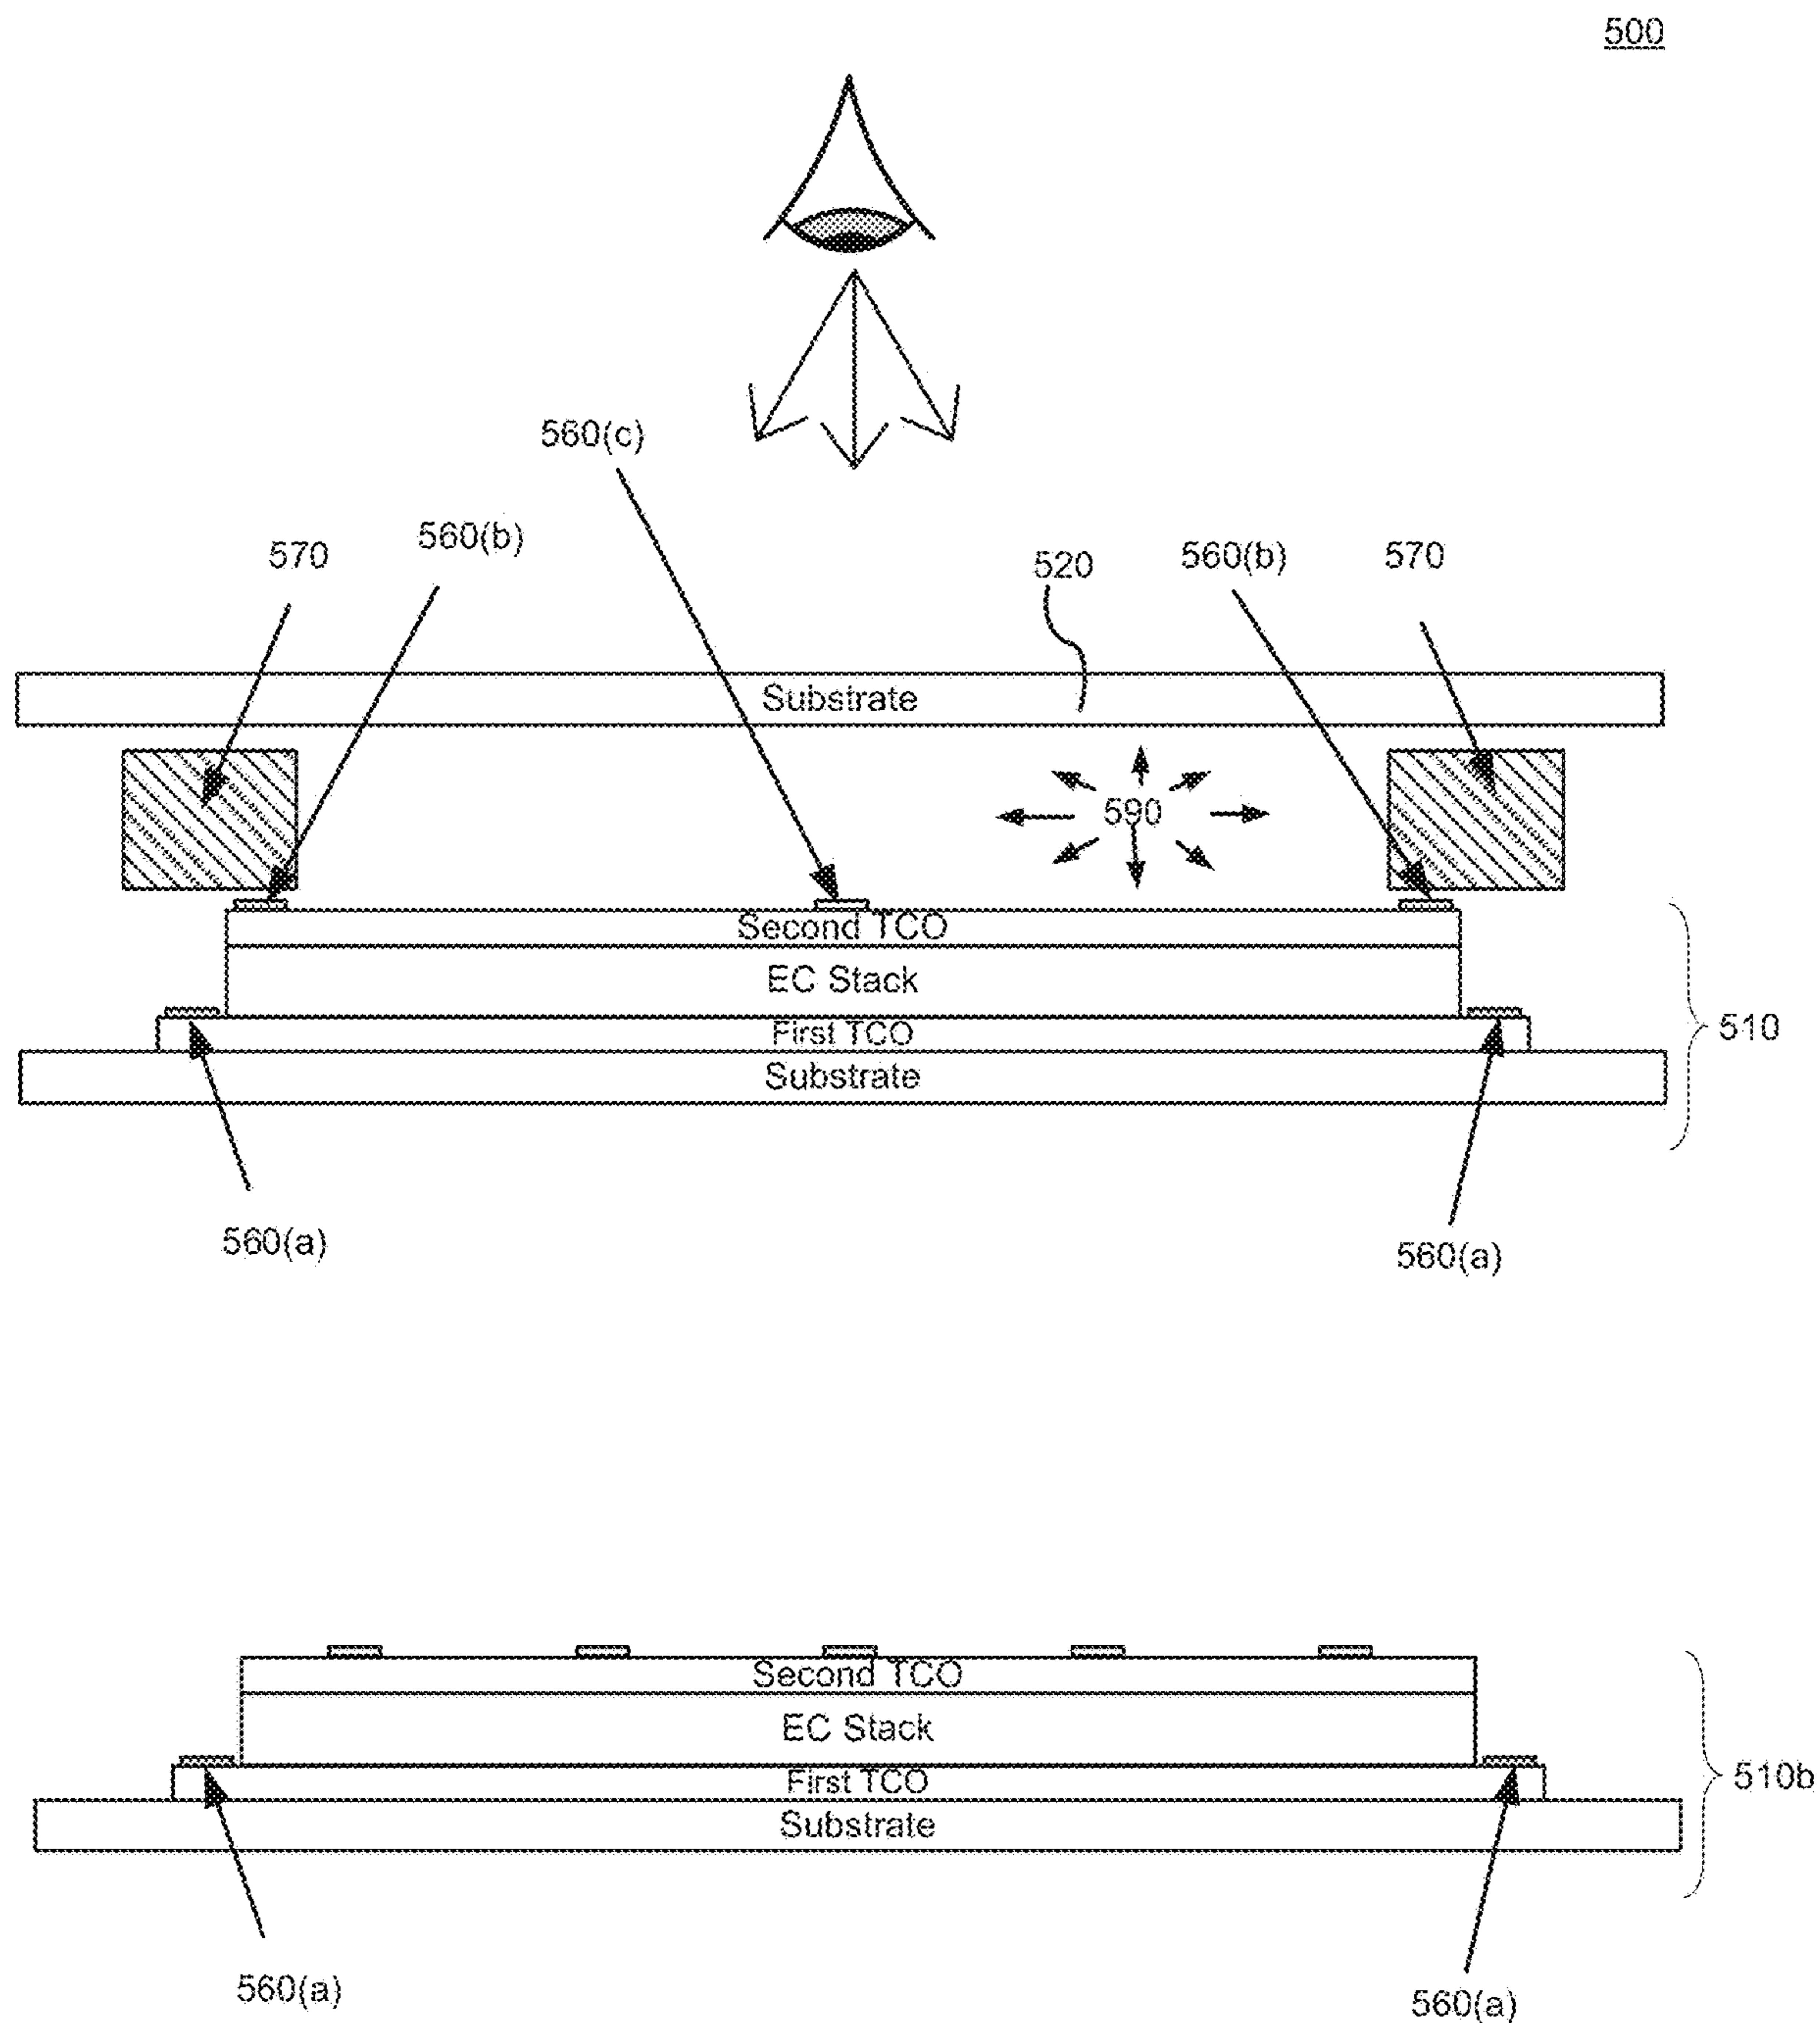 500
560(c)
570
560(b)
520
560(b)
570
Substrate
590
Second TCO
EC Stack
First TCO
510
Substrate
560(a)
560(a)
Second TCO
EC Stack
First TCO
510b
Substrate
560(a)
560(a)